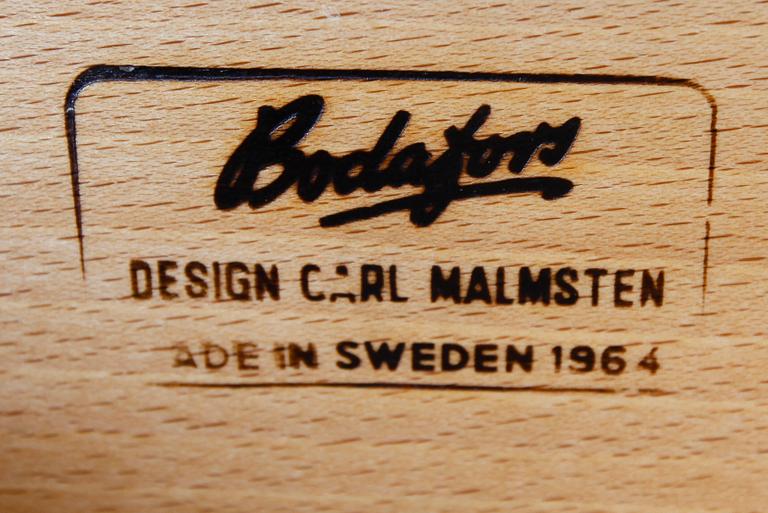 Bodafors
DESIGN CARL MALMSTEN
ADE IN SWEDEN 1964